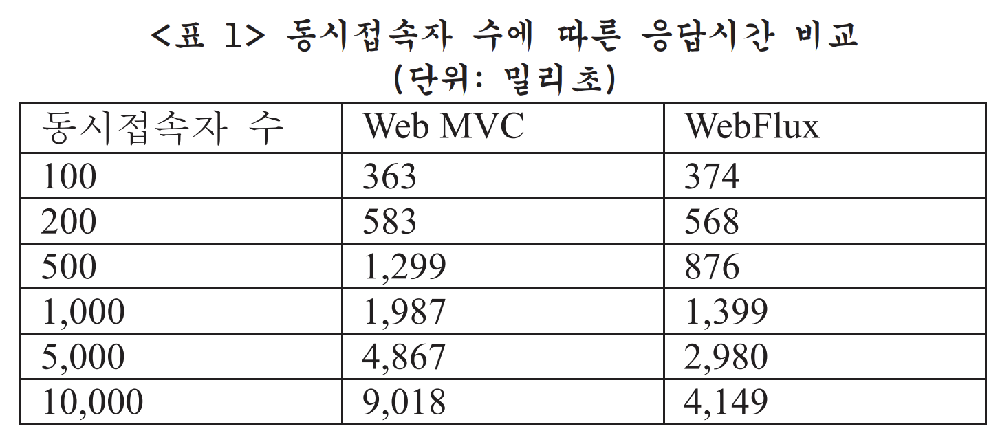 <표 1> 동시접속자 수에 따른 응답시간 비교
(단위: 밀리초)
동시접속자 수 Web MVC WebFlux
100 363 374
200 583 568
500 1,299 876
1,000 1,987 1,399
5,000 4,867 2,980
10,000 9,018 4,149